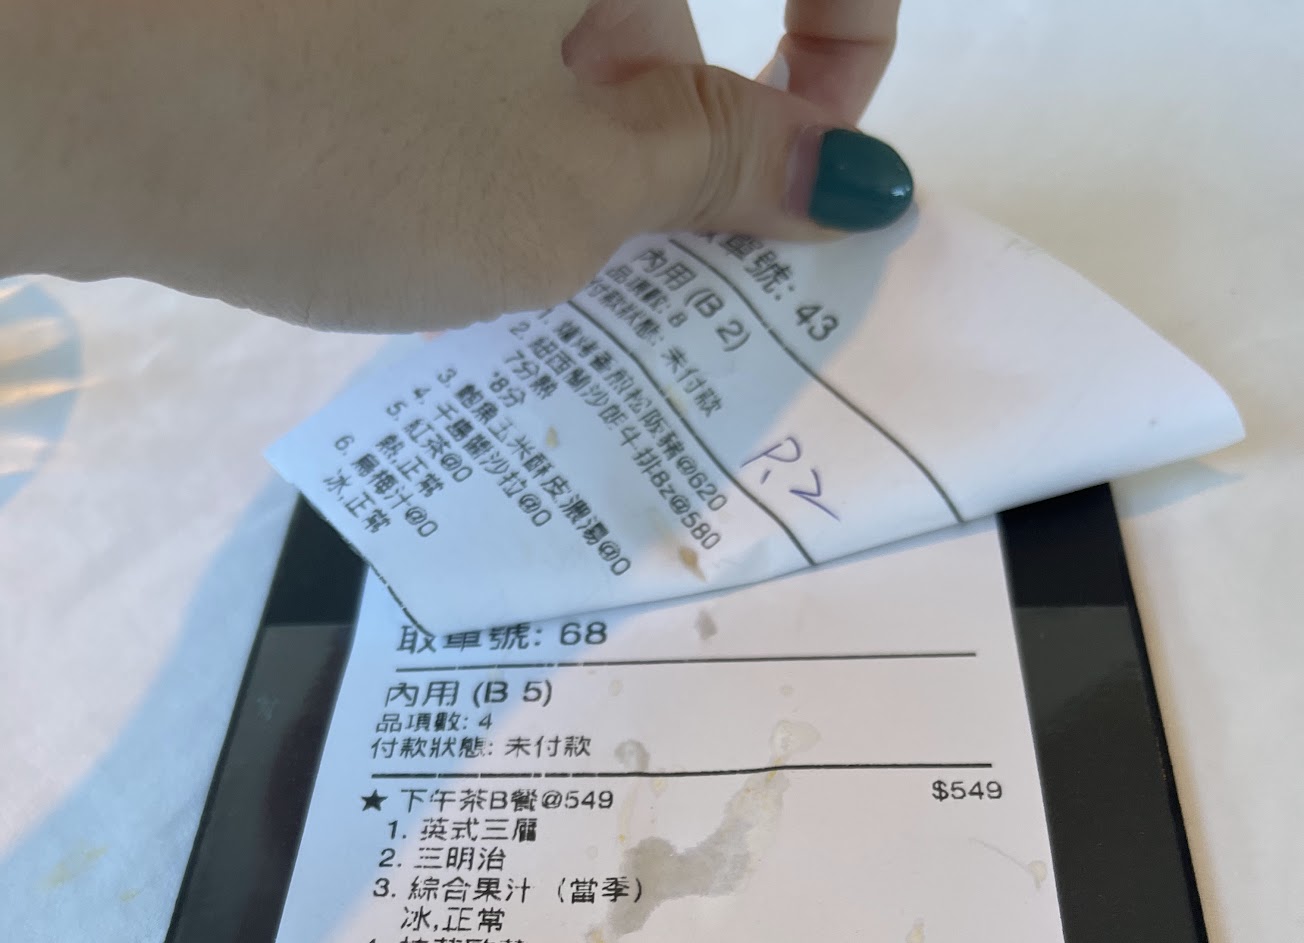 取單號: 43
內用 (B 2)
品項數: 8
付款狀態: 未付款
1. 爐烤香煎松阪豬@620
2. 紐西蘭沙朗牛排8z@580
7分熟
*8分
3. 鮑魚玉米酥皮濃湯@0
4. 千島醬沙拉@0
5. 紅茶@0
熱,正常
6. 烏梅汁@0
冰,正常
P.2
取單號: 68
內用 (B 5)
品項數: 4
付款狀態: 未付款
★ 下午茶B餐@549 $549
1. 英式三層
2. 三明治
3. 綜合果汁 (當季)
冰,正常